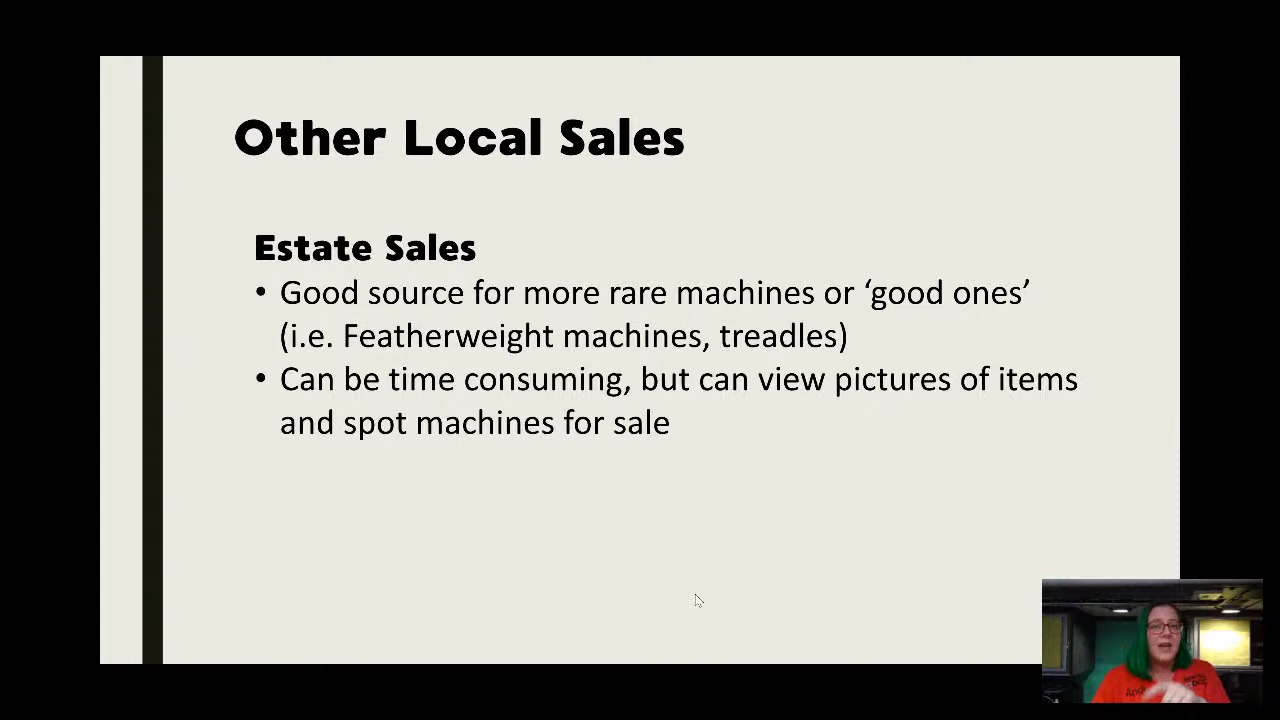 Other Local Sales
Estate Sales
• Good source for more rare machines or ‘good ones’
(i.e. Featherweight machines, treadles)
• Can be time consuming, but can view pictures of items
and spot machines for sale